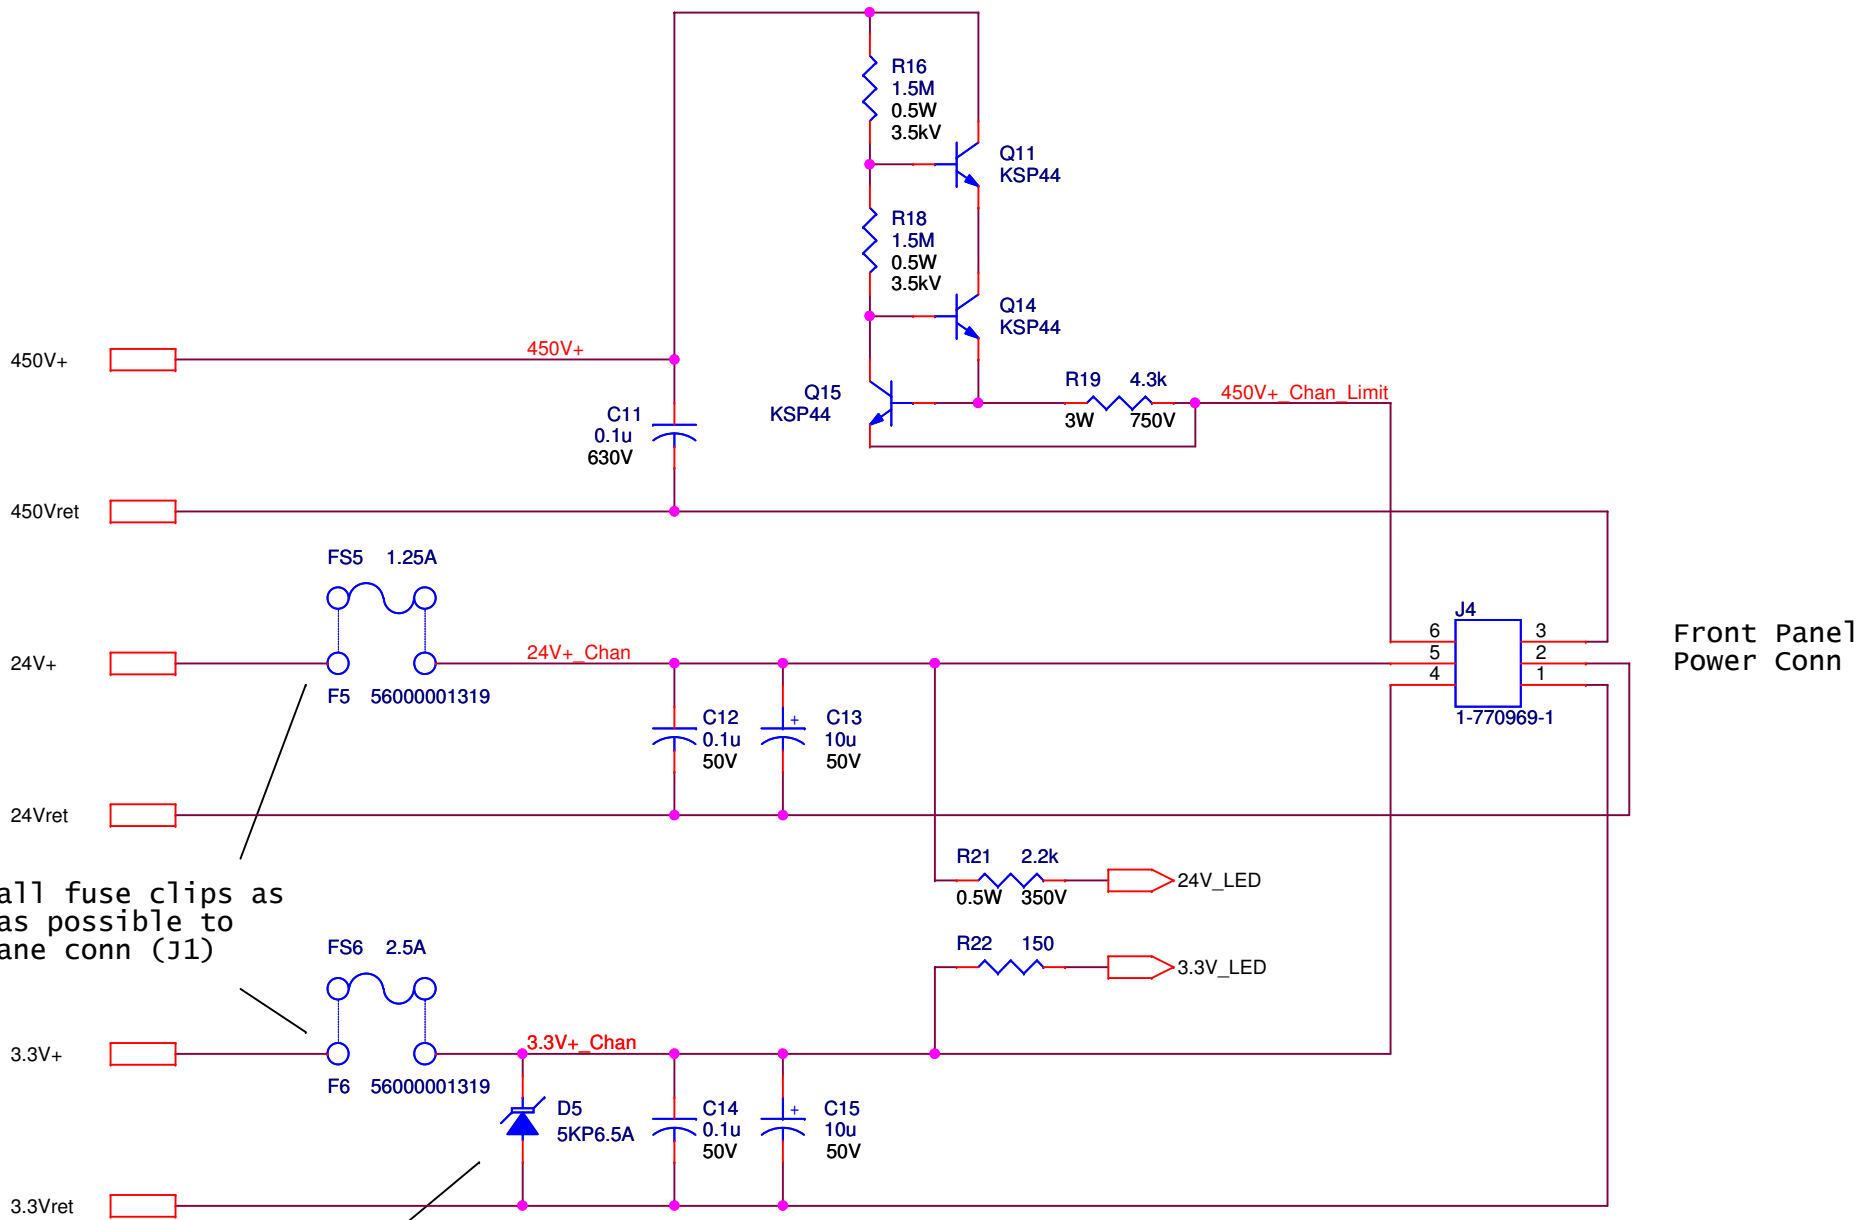 R16
1.5M
0.5W
3.5kV
Q11
KSP44
R18
1.5M
0.5W
3.5kV
Q14
KSP44
450V+
450V+
Q15
KSP44
R19 4.3k
3W 750V
450V+_Chan_Limit
C11
0.1u
630V
450Vret
FS5 1.25A
24V+
24V+_Chan
F5 56000001319
J4
6 3
5 2
4 1
1-770969-1
Front Panel
Power Conn
C12
0.1u
50V
+
C13
10u
50V
24Vret
R21 2.2k
0.5W 350V
24V_LED
all fuse clips as
as possible to
ane conn (J1)
R22 150
3.3V_LED
FS6 2.5A
3.3V+
3.3V+_Chan
F6 56000001319
D5
5KP6.5A
C14
0.1u
50V
+
C15
10u
50V
3.3Vret